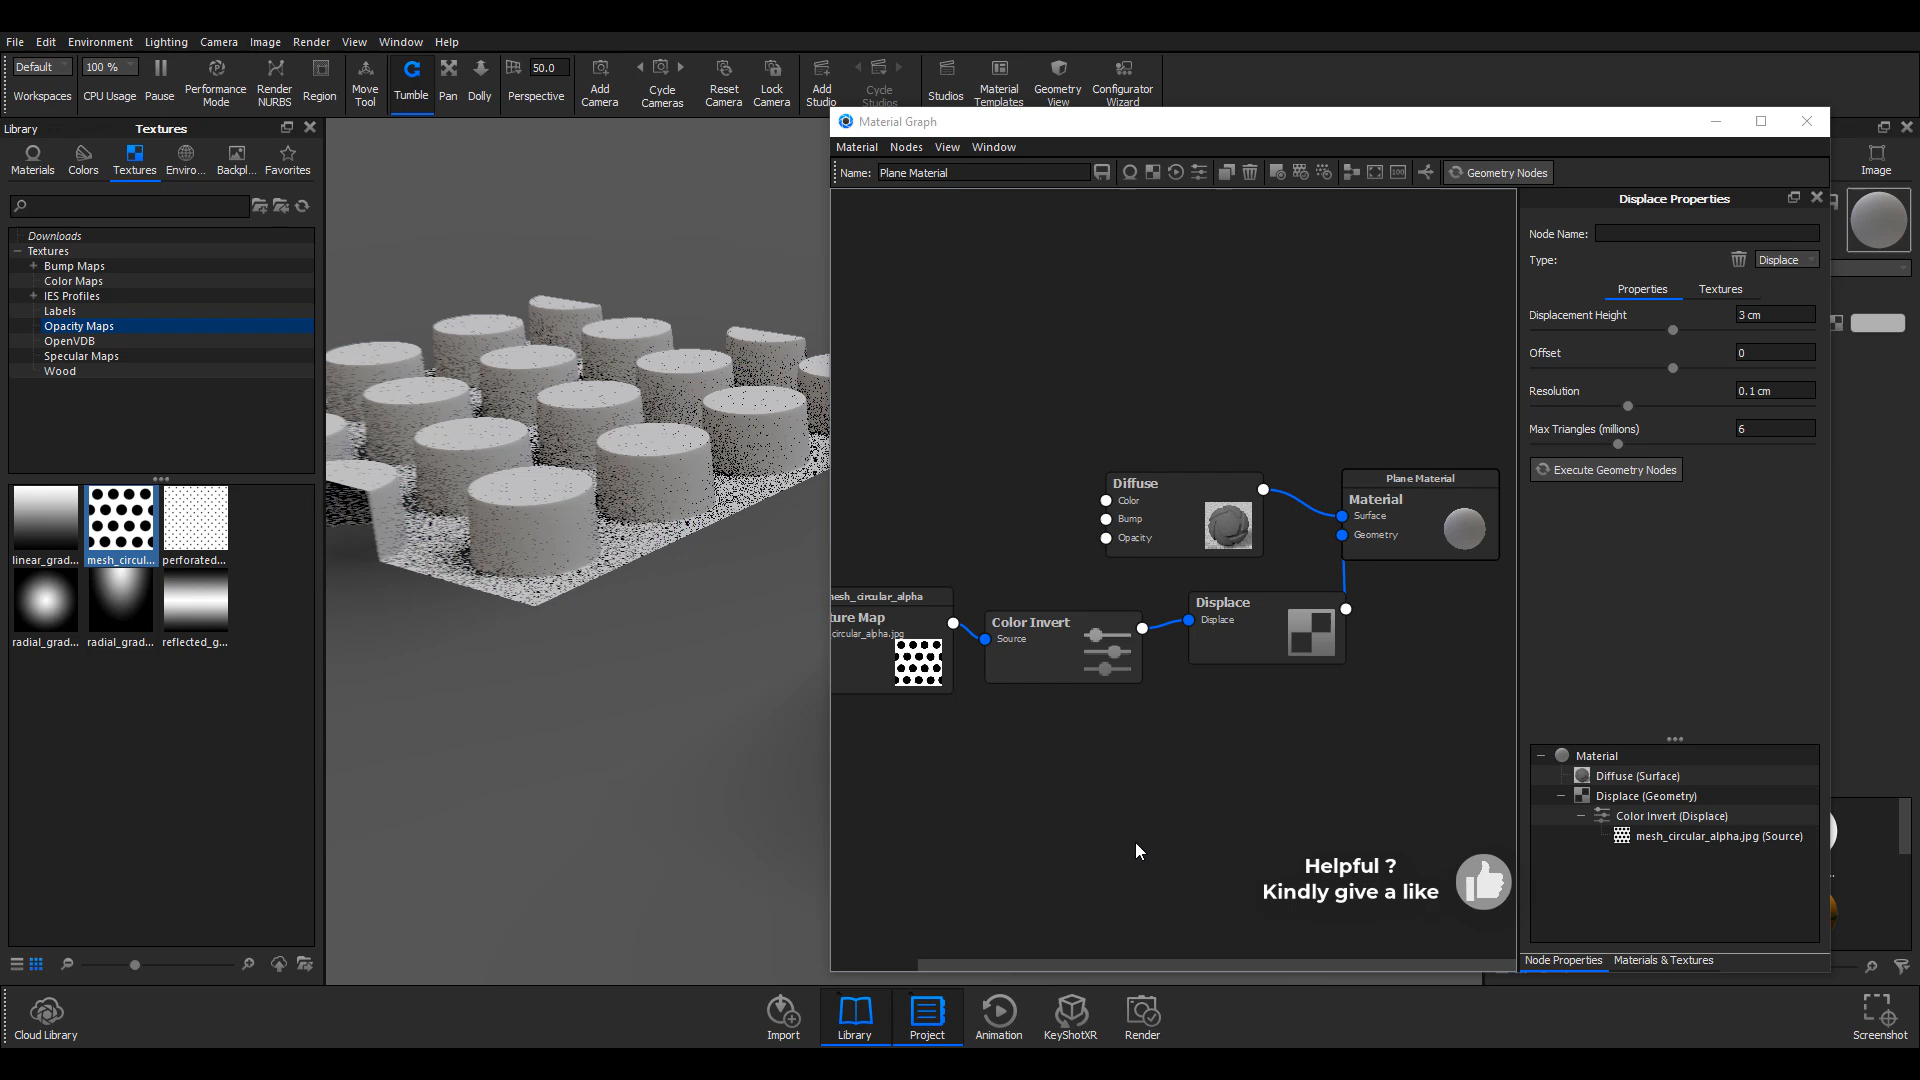 File Edit Environment Lighting Camera Image Render View Window Help
Default 100 % 50.0
Workspaces CPU Usage Pause Performance Mode Render NURBS Region Move Tool Tumble Pan Dolly Perspective Add Camera Cycle Cameras Reset Camera Lock Camera Add Studio Cycle Studios Studios Material Templates Geometry View Configurator Wizard
Library Textures
Materials Colors Textures Enviro... Backpl... Favorites
Downloads
Textures
Bump Maps
Color Maps
IES Profiles
Labels
Opacity Maps
OpenVDB
Specular Maps
Wood
linear_grad... mesh_circul... perforated...
radial_grad... radial_grad... reflected_g...
Material Graph
Material Nodes View Window
Name: Plane Material 100 Geometry Nodes
Diffuse
Color
Bump
Opacity
Plane Material
Material
Surface
Geometry
mesh_circular_alpha
ture Map
circular_alpha.jpg
Color Invert
Source
Displace
Displace
Helpful ?
Kindly give a like
Displace Properties
Node Name:
Type: Displace
Properties Textures
Displacement Height 3 cm
Offset 0
Resolution 0.1 cm
Max Triangles (millions) 6
Execute Geometry Nodes
Material
Diffuse (Surface)
Displace (Geometry)
Color Invert (Displace)
mesh_circular_alpha.jpg (Source)
Node Properties Materials & Textures
Image
Cloud Library Import Library Project Animation KeyShotXR Render Screenshot